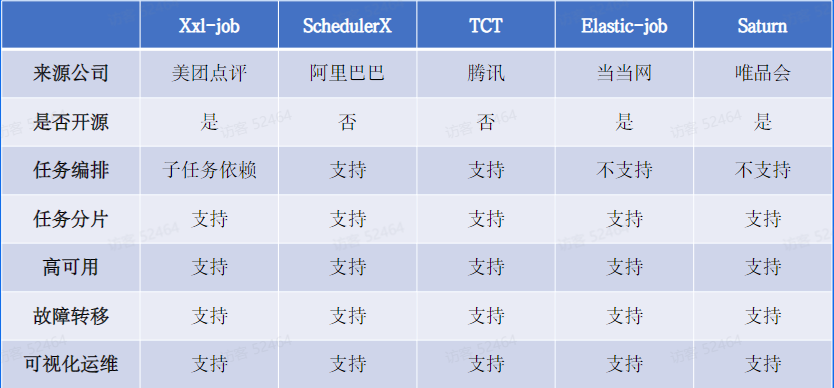 Xxl-job SchedulerX TCT Elastic-job Saturn
来源公司 美团点评 阿里巴巴 腾讯 当当网 唯品会
是否开源 是 否 否 是 是
任务编排 子任务依赖 支持 支持 不支持 不支持
任务分片 支持 支持 支持 支持 支持
高可用 支持 支持 支持 支持 支持
故障转移 支持 支持 支持 支持 支持
可视化运维 支持 支持 支持 支持 支持
访客 52464